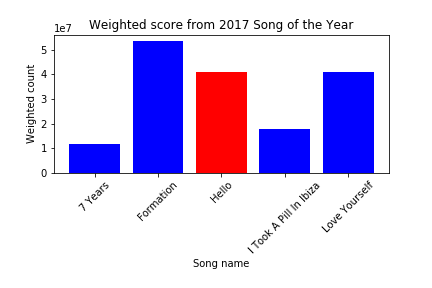 Weighted score from 2017 Song of the Year
1e7
Weighted count
5
4
3
2
1
0
7 Years
Formation
Hello
I Took A Pill In Ibiza
Love Yourself
Song name